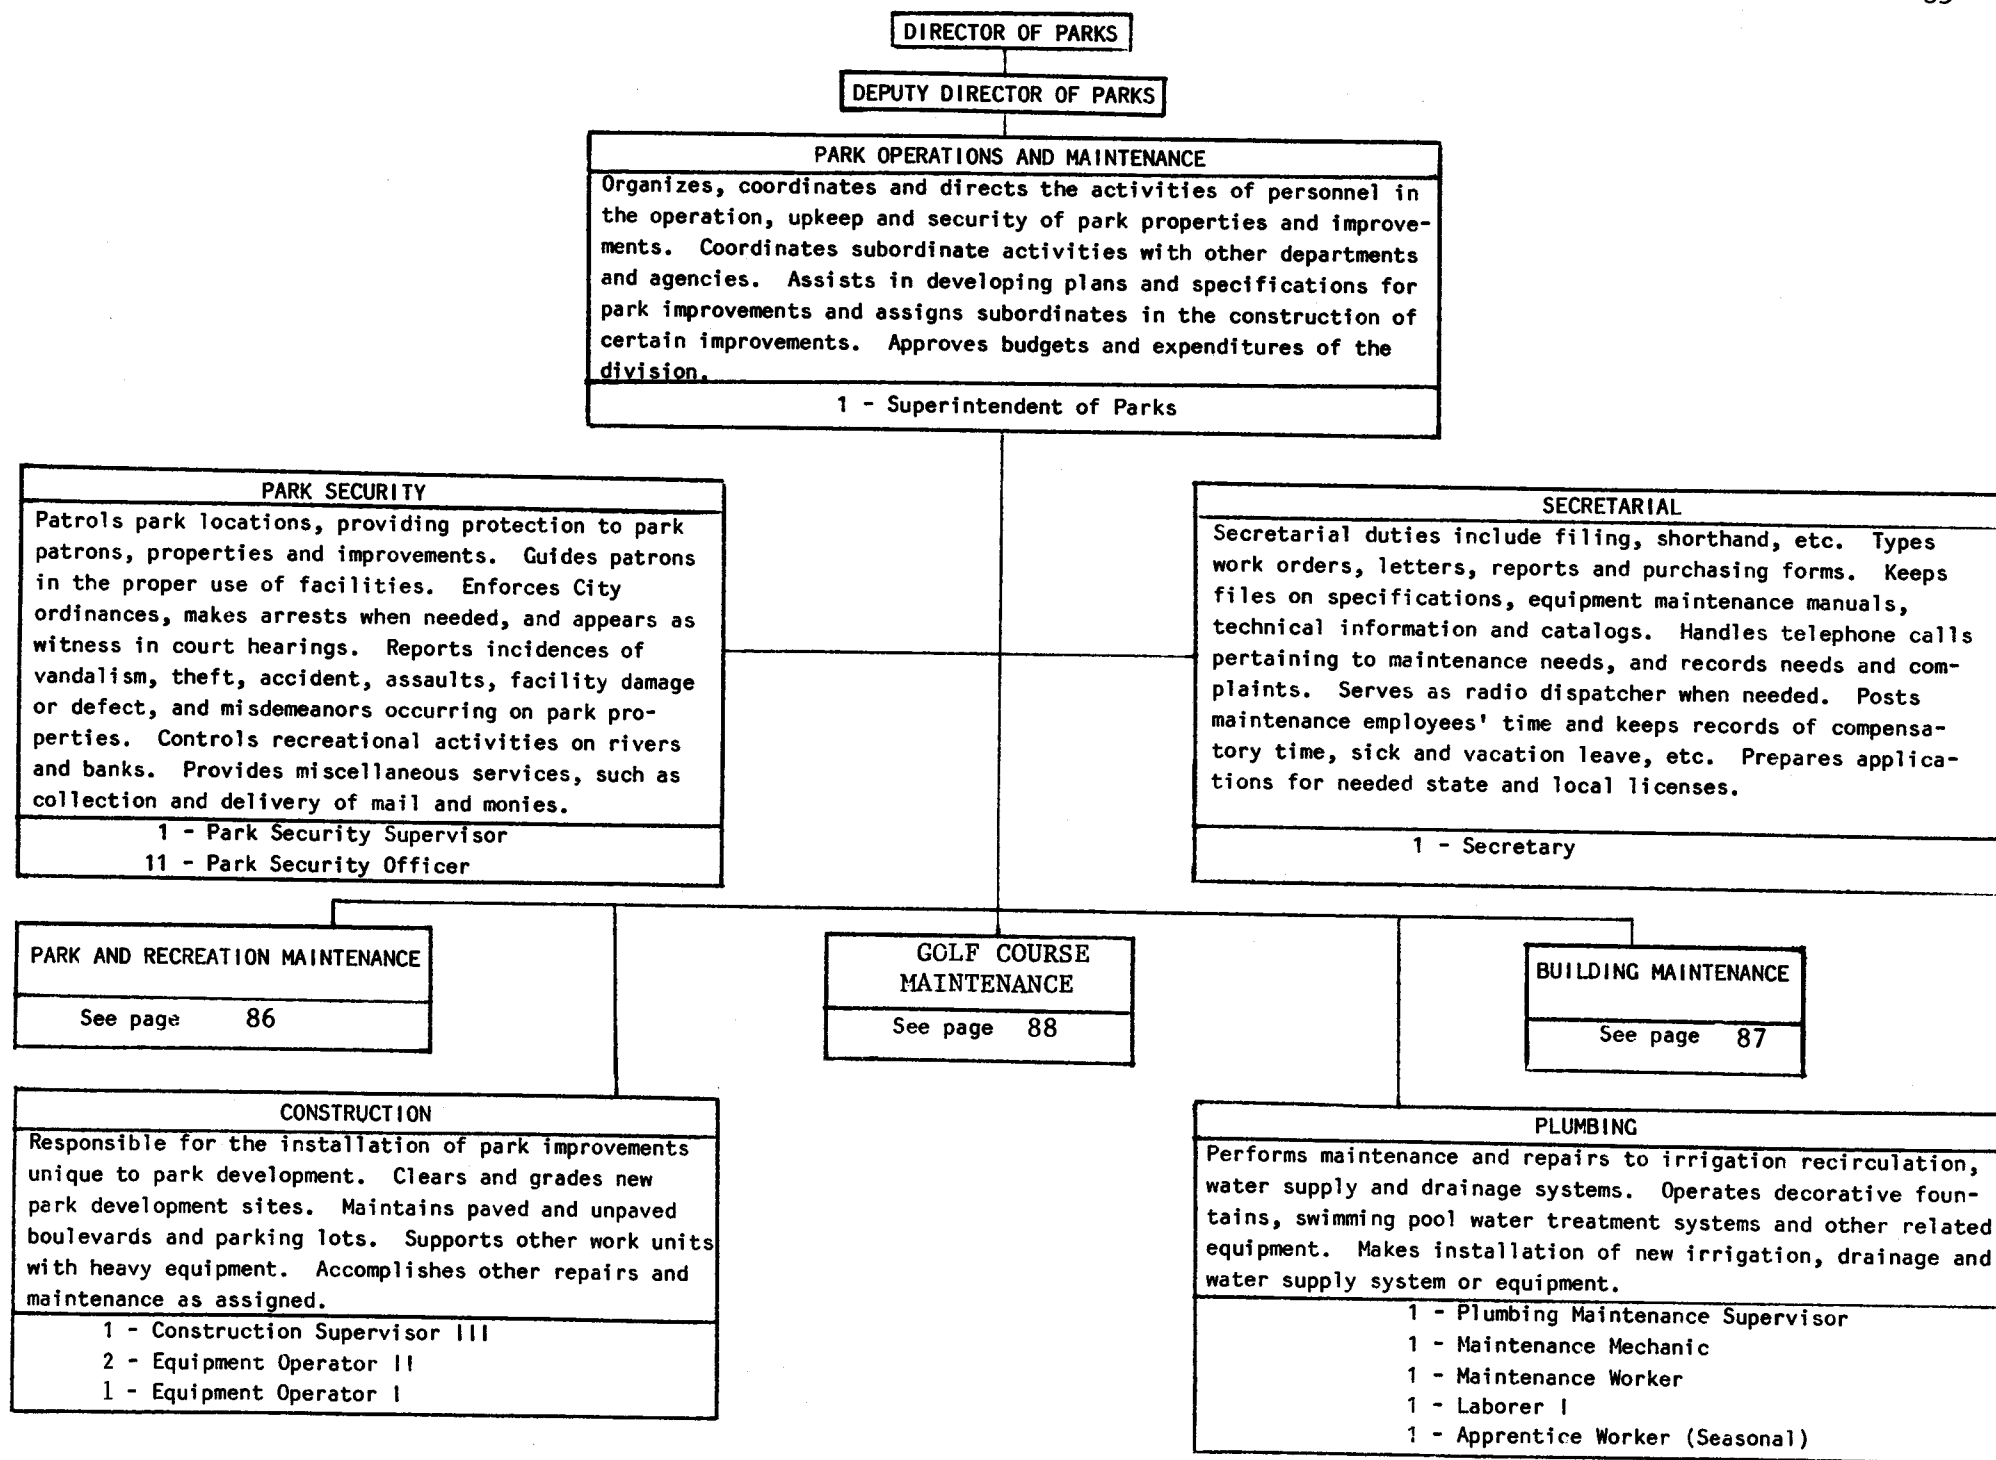 DIRECTOR OF PARKS
DEPUTY DIRECTOR OF PARKS
PARK OPERATIONS AND MAINTENANCE
Organizes, coordinates and directs the activities of personnel in
the operation, upkeep and security of park properties and improve-
ments. Coordinates subordinate activities with other departments
and agencies. Assists in developing plans and specifications for
park improvements and assigns subordinates in the construction of
certain improvements. Approves budgets and expenditures of the
division.
1 - Superintendent of Parks
PARK SECURITY
Patrols park locations, providing protection to park
patrons, properties and improvements. Guides patrons
in the proper use of facilities. Enforces City
ordinances, makes arrests when needed, and appears as
witness in court hearings. Reports incidences of
vandalism, theft, accident, assaults, facility damage
or defect, and misdemeanors occurring on park pro-
perties. Controls recreational activities on rivers
and banks. Provides miscellaneous services, such as
collection and delivery of mail and monies.
1 - Park Security Supervisor
11 - Park Security Officer
SECRETARIAL
Secretarial duties include filing, shorthand, etc. Types
work orders, letters, reports and purchasing forms. Keeps
files on specifications, equipment maintenance manuals,
technical information and catalogs. Handles telephone calls
pertaining to maintenance needs, and records needs and com-
plaints. Serves as radio dispatcher when needed. Posts
maintenance employees' time and keeps records of compensa-
tory time, sick and vacation leave, etc. Prepares applica-
tions for needed state and local licenses.
1 - Secretary
PARK AND RECREATION MAINTENANCE
See page 86
GOLF COURSE
MAINTENANCE
See page 88
BUILDING MAINTENANCE
See page 87
CONSTRUCTION
Responsible for the installation of park improvements
unique to park development. Clears and grades new
park development sites. Maintains paved and unpaved
boulevards and parking lots. Supports other work units
with heavy equipment. Accomplishes other repairs and
maintenance as assigned.
1 - Construction Supervisor III
2 - Equipment Operator II
1 - Equipment Operator I
PLUMBING
Performs maintenance and repairs to irrigation recirculation,
water supply and drainage systems. Operates decorative foun-
tains, swimming pool water treatment systems and other related
equipment. Makes installation of new irrigation, drainage and
water supply system or equipment.
1 - Plumbing Maintenance Supervisor
1 - Maintenance Mechanic
1 - Maintenance Worker
1 - Laborer I
1 - Apprentice Worker (Seasonal)